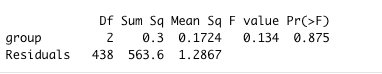 Df Sum Sq Mean Sq F value Pr(>F)
group 2 0.3 0.1724 0.134 0.875
Residuals 438 563.6 1.2867